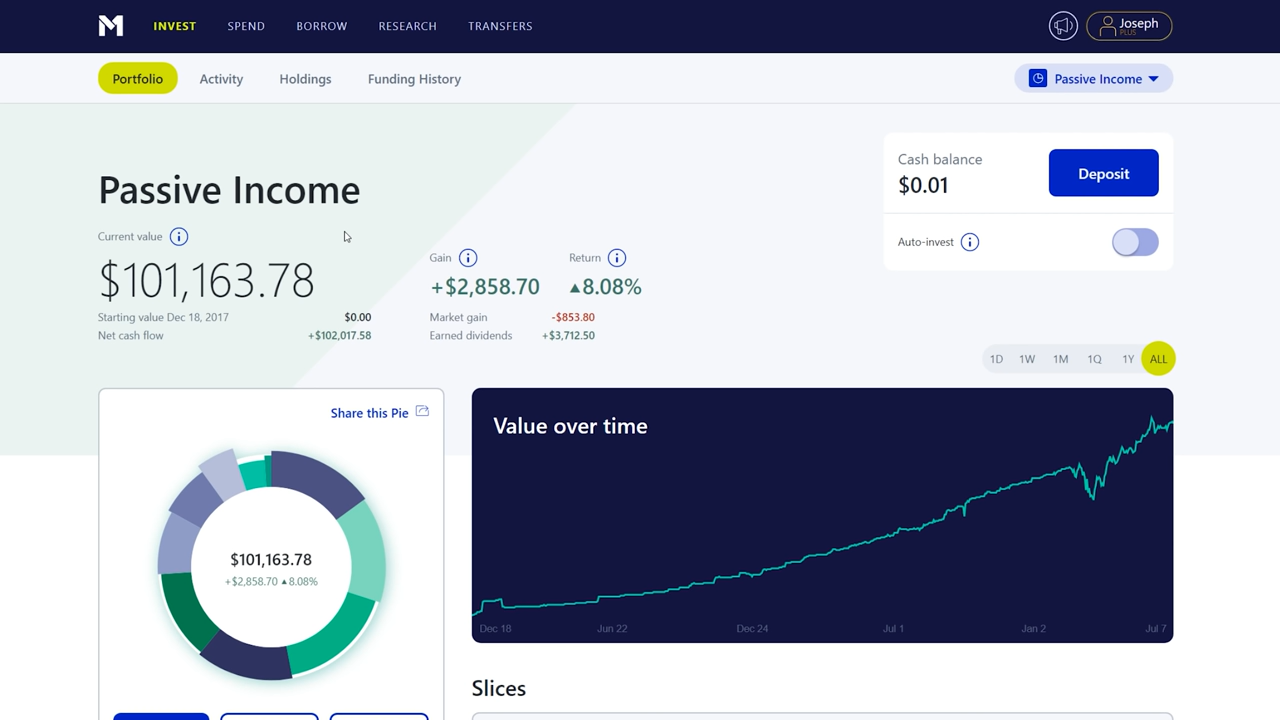 M INVEST SPEND BORROW RESEARCH TRANSFERS Joseph
PLUS
Portfolio Activity Holdings Funding History Passive Income
Cash balance
$0.01
Deposit
Passive Income
Current value
Auto-invest
Gain Return
$101,163.78
+$2,858.70 8.08%
Starting value Dec 18, 2017 $0.00
Market gain -$853.80
Net cash flow +$102,017.58
Earned dividends +$3,712.50
1D 1W 1M 1Q 1Y ALL
Share this Pie
Value over time
$101,163.78
+$2,858.70 8.08%
Dec 18 Jun 22 Dec 24 Jul 1 Jan 2 Jul 7
Slices